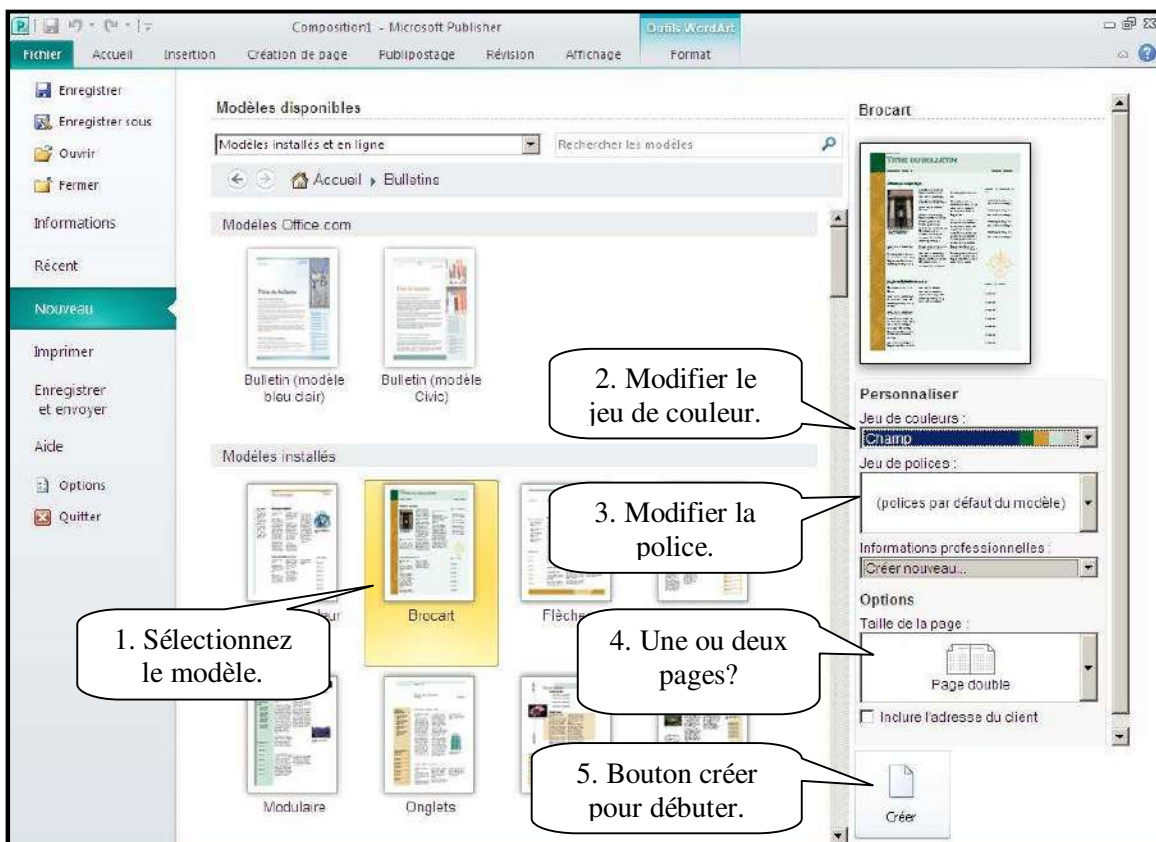 Composition1 - Microsoft Publisher
Outils WordArt
Fichier Accueil Insertion Création de page Publipostage Révision Affichage Format
Enregistrer
Enregistrer sous
Ouvrir
Fermer
Informations
Récent
Nouveau
Imprimer
Enregistrer
et envoyer
Aide
Options
Quitter
Modèles disponibles
Modèles installés et en ligne
Rechercher les modèles
Accueil
Bulletins
Modèles Office.com
Bulletin (modèle
bleu clair)
Bulletin (modèle
Civic)
Modèles installés
Brocart
1. Sélectionnez
le modèle.
Modulaire
Onglets
Brocart
TITRE DU BULLETIN
2. Modifier le
jeu de couleur.
Personnaliser
Jeu de couleurs :
Champ
Jeu de polices :
3. Modifier la
police.
(polices par défaut du modèle)
Informations professionnelles :
Créer nouveau...
Options
Taille de la page :
4. Une ou deux
pages?
Page double
Inclure l'adresse du client
5. Bouton créer
pour débuter.
Créer